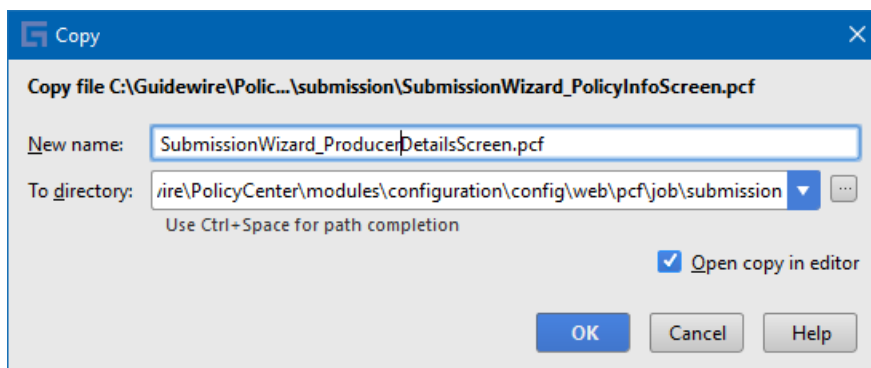 Copy
Copy file C:\Guidewire\Polic...\submission\SubmissionWizard_PolicyInfoScreen.pcf
New name: SubmissionWizard_ProducerDetailsScreen.pcf
To directory: /ire\PolicyCenter\modules\configuration\config\web\pcf\job\submission
Use Ctrl+Space for path completion
Open copy in editor
OK Cancel Help